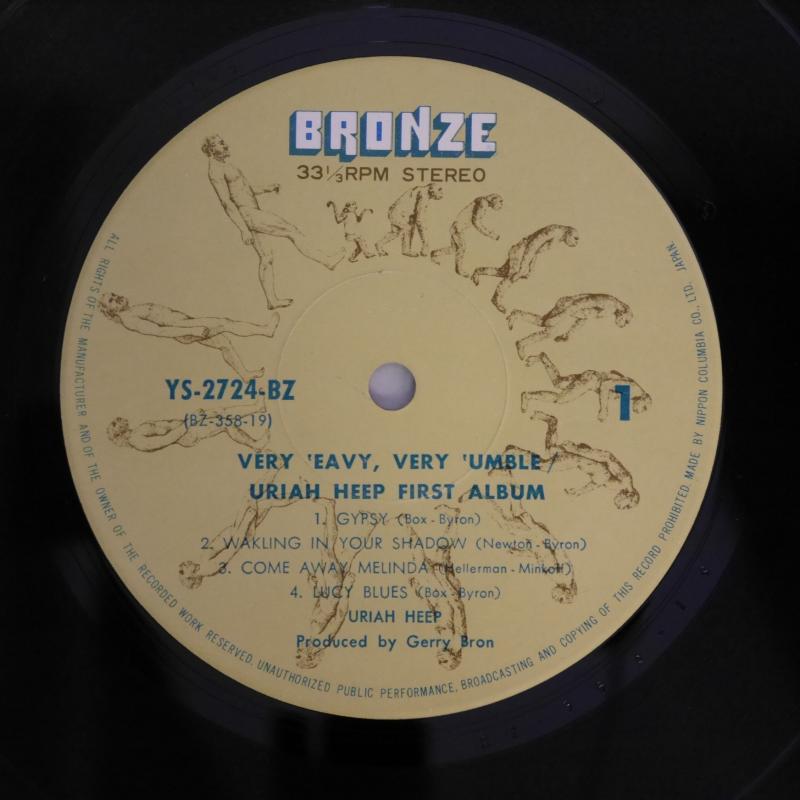 BRONZE
33 1/3 RPM STEREO
YS-2724-BZ
(BZ-358-19)
1
VERY 'EAVY, VERY 'UMBLE /
URIAH HEEP FIRST ALBUM
1. GYPSY (Box - Byron)
2. WAKLING IN YOUR SHADOW (Newton - Byron)
3. COME AWAY MELINDA (Hellerman - Minkoff)
4. LUCY BLUES (Box - Byron)
URIAH HEEP
Produced by Gerry Bron
ALL RIGHTS OF THE MANUFACTURER AND OF THE OWNER OF THE RECORDED WORK RESERVED. UNAUTHORIZED PUBLIC PERFORMANCE, BROADCASTING AND COPYING OF THIS RECORD PROHIBITED. MADE BY NIPPON COLUMBIA CO., LTD. JAPAN